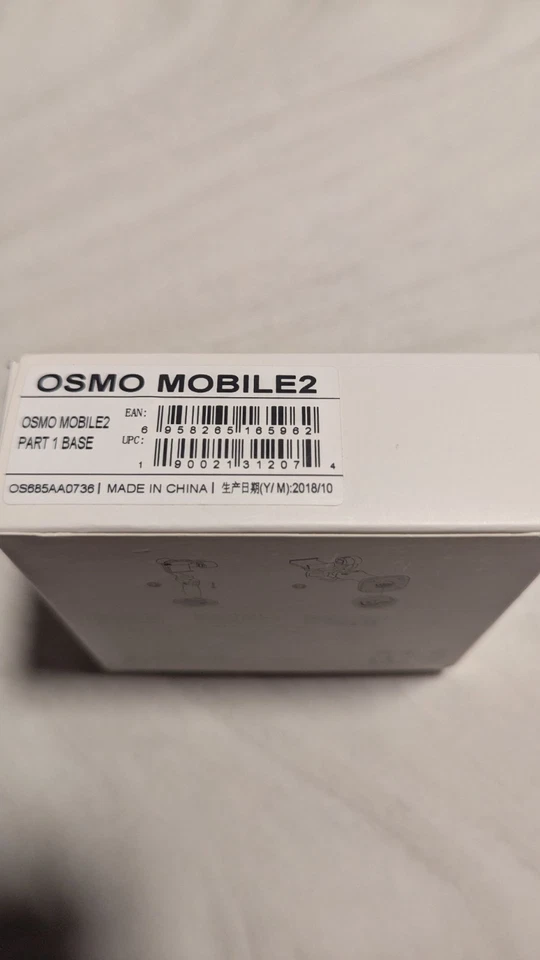 OSMO MOBILE2
OSMO MOBILE2
PART 1 BASE
EAN:
6 958265 165962
UPC:
1 90021 31207 4
OS685AA0736 | MADE IN CHINA | 生产日期(Y/M):2018/10